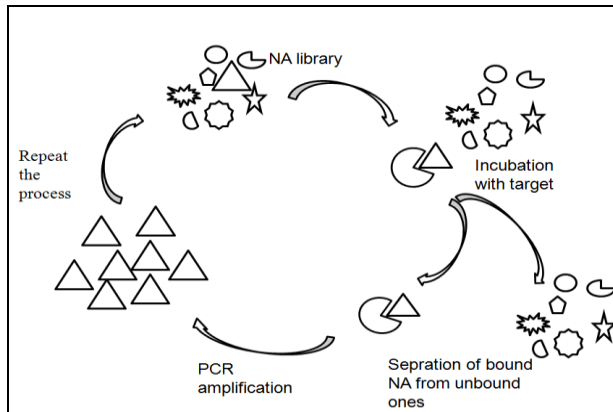 NA library
Incubation
with target
Repeat
the
process
PCR
amplification
Sepration of bound
NA from unbound
ones